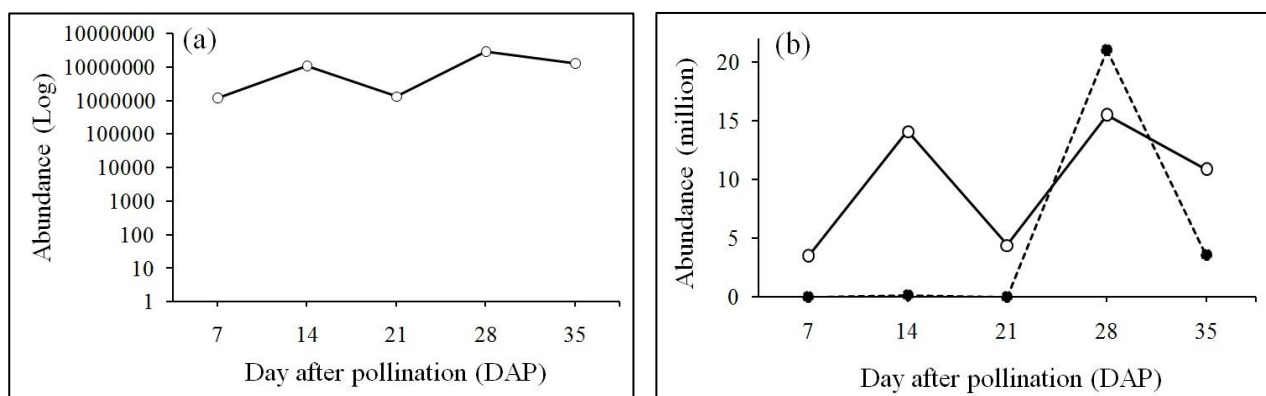 (a)
10000000
10000000
1000000
100000
10000
1000
100
10
1
Abundance (Log)
7 14 21 28 35
Day after pollination (DAP)
(b)
20
15
10
5
0
Abundance (million)
7 14 21 28 35
Day after pollination (DAP)